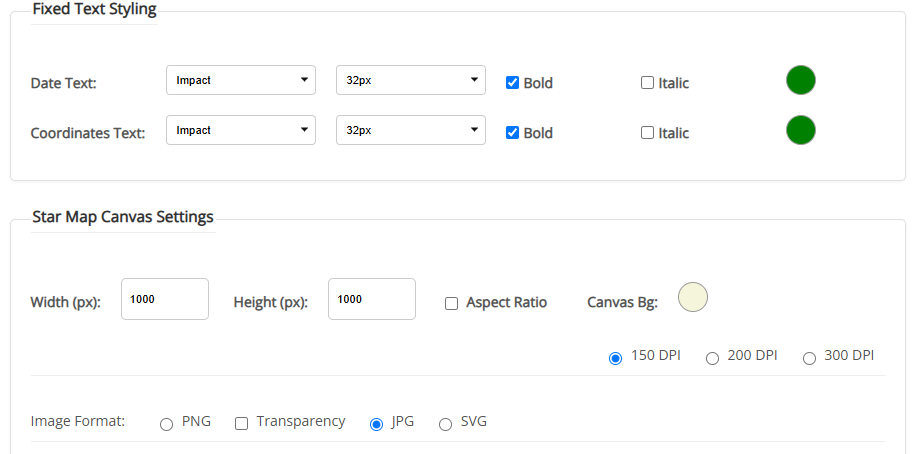 Fixed Text Styling
Date Text: Impact 32px Bold Italic
Coordinates Text: Impact 32px Bold Italic
Star Map Canvas Settings
Width (px): 1000 Height (px): 1000 Aspect Ratio Canvas Bg:
150 DPI 200 DPI 300 DPI
Image Format: PNG Transparency JPG SVG